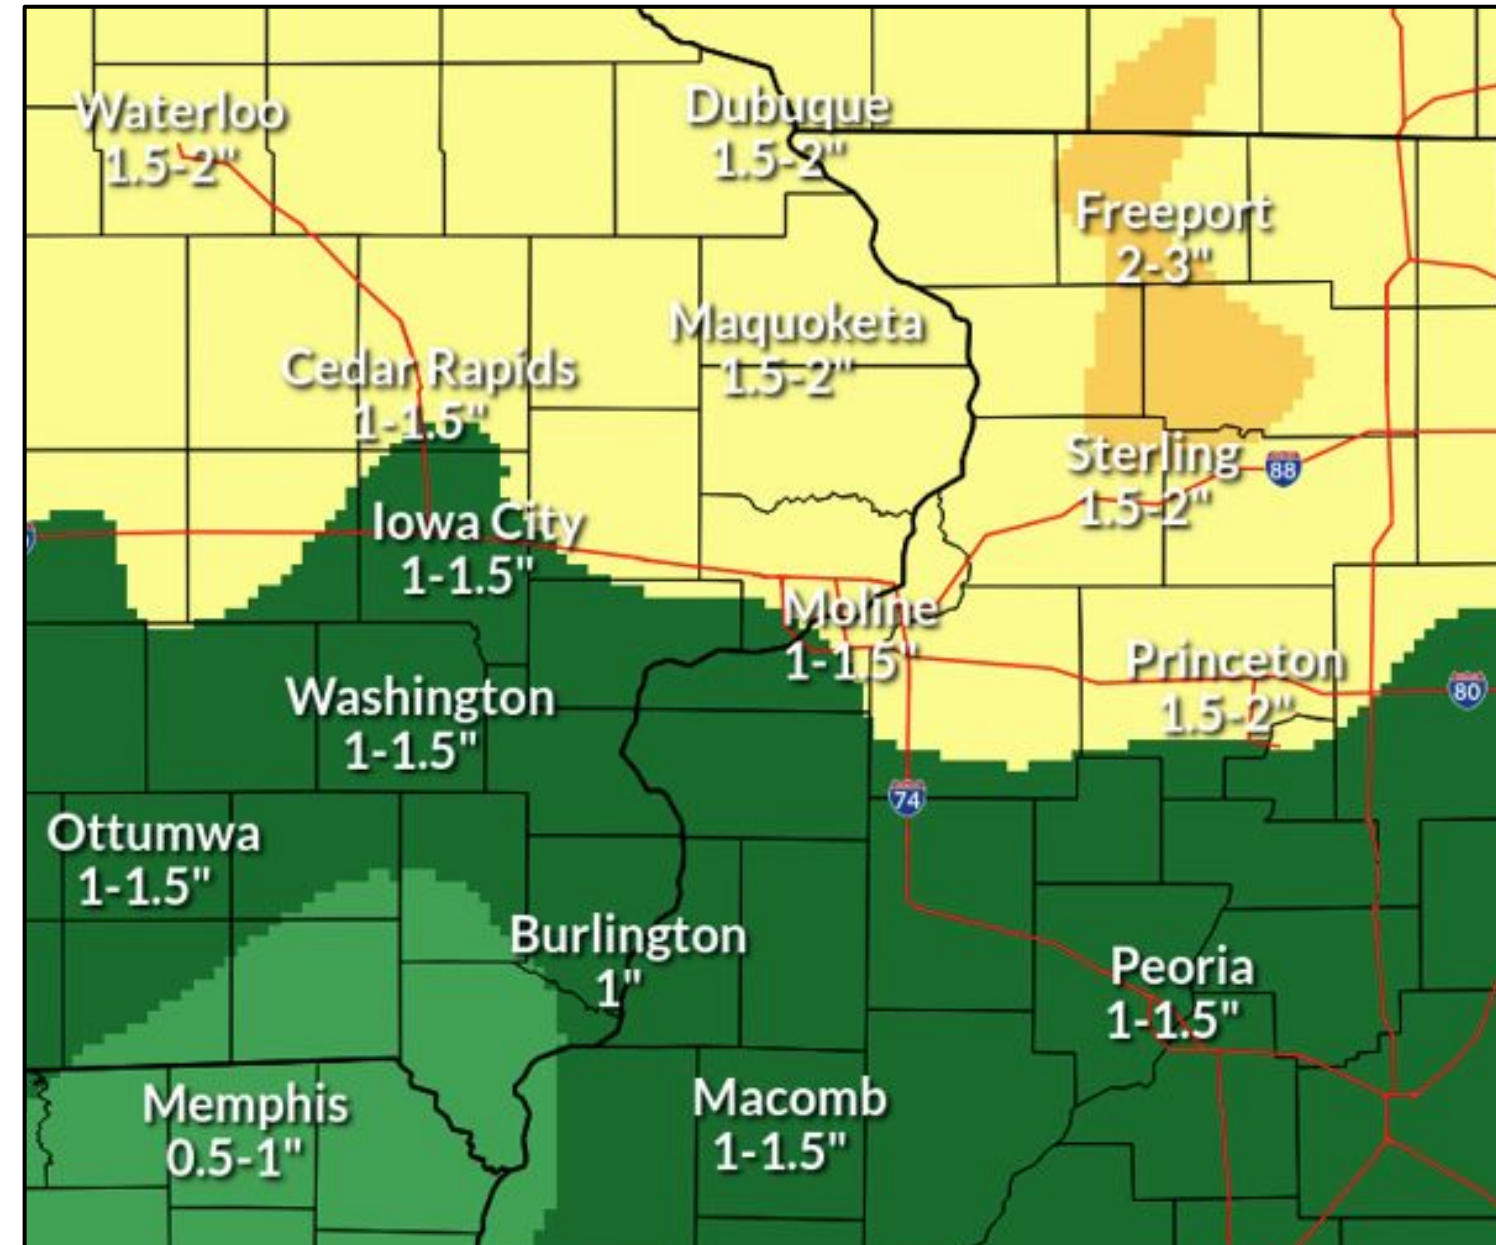 Waterloo
1.5-2"
Dubuque
1.5-2"
Freeport
2-3"
Maquoketa
1.5-2"
Cedar Rapids
1-1.5"
Sterling
1.5-2"
88
Iowa City
1-1.5"
Moline
1-1.5"
Princeton
1.5-2"
80
Washington
1-1.5"
74
Ottumwa
1-1.5"
Burlington
1"
Peoria
1-1.5"
Memphis
0.5-1"
Macomb
1-1.5"